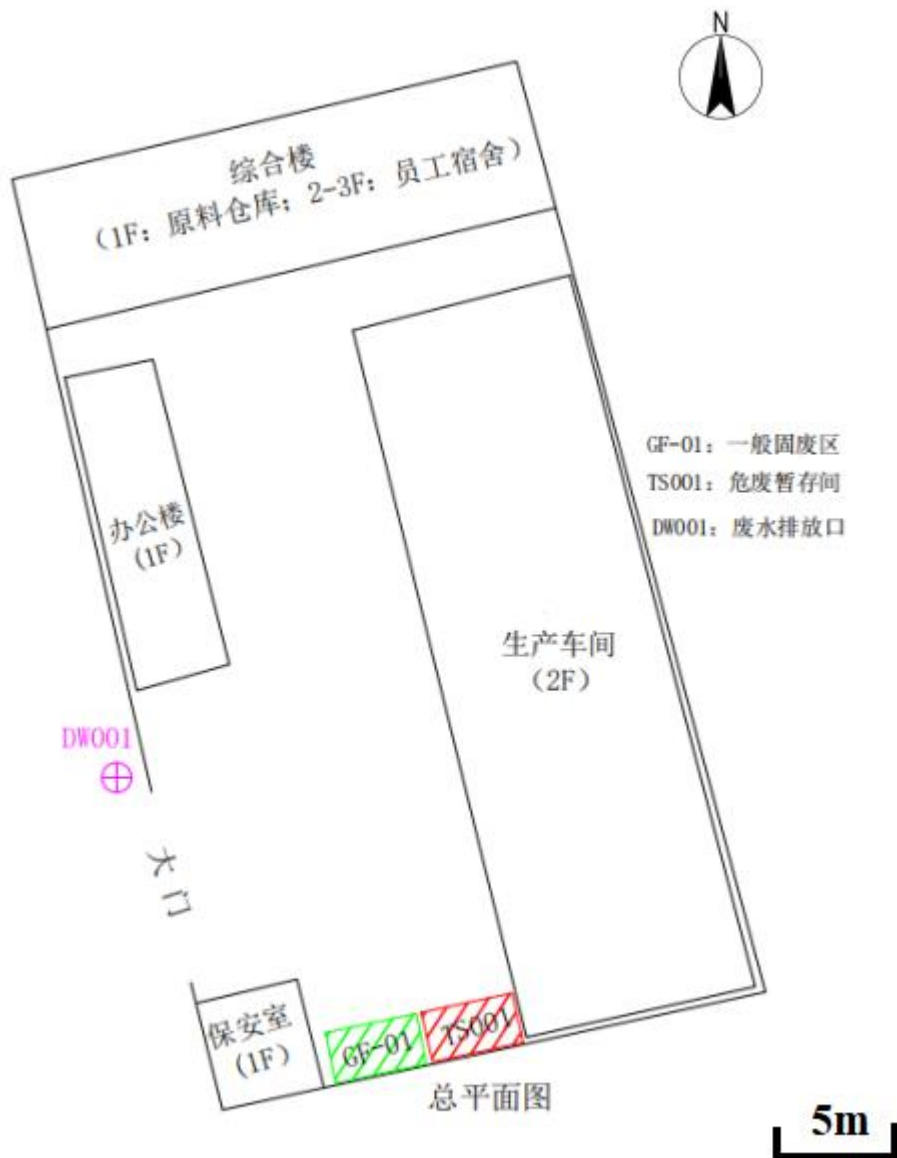 N
综合楼
（1F：原料仓库；2-3F：员工宿舍）
GF-01：一般固废区
TS001：危废暂存间
DW001：废水排放口
办公楼
（1F）
生产车间
（2F）
DW001
大门
保安室
（1F）
GF-01
TS001
总平面图
5m